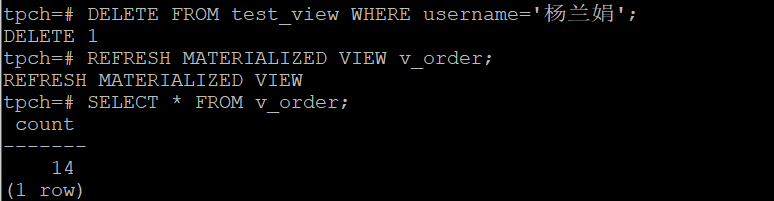 tpch=# DELETE FROM test_view WHERE username='杨兰娟';
DELETE 1
tpch=# REFRESH MATERIALIZED VIEW v_order;
REFRESH MATERIALIZED VIEW
tpch=# SELECT * FROM v_order;
 count
-------
    14
(1 row)